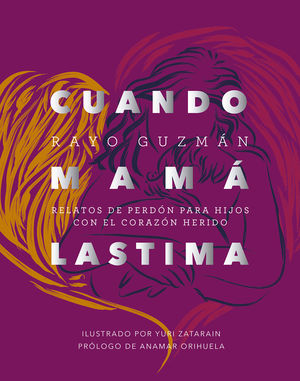 CUANDO
RAYO GUZMÁN
MAMÁ
RELATOS DE PERDÓN PARA HIJOS
CON EL CORAZÓN HERIDO
LASTIMA
ILUSTRADO POR YURI ZATARAIN
PRÓLOGO DE ANAMAR ORIHUELA